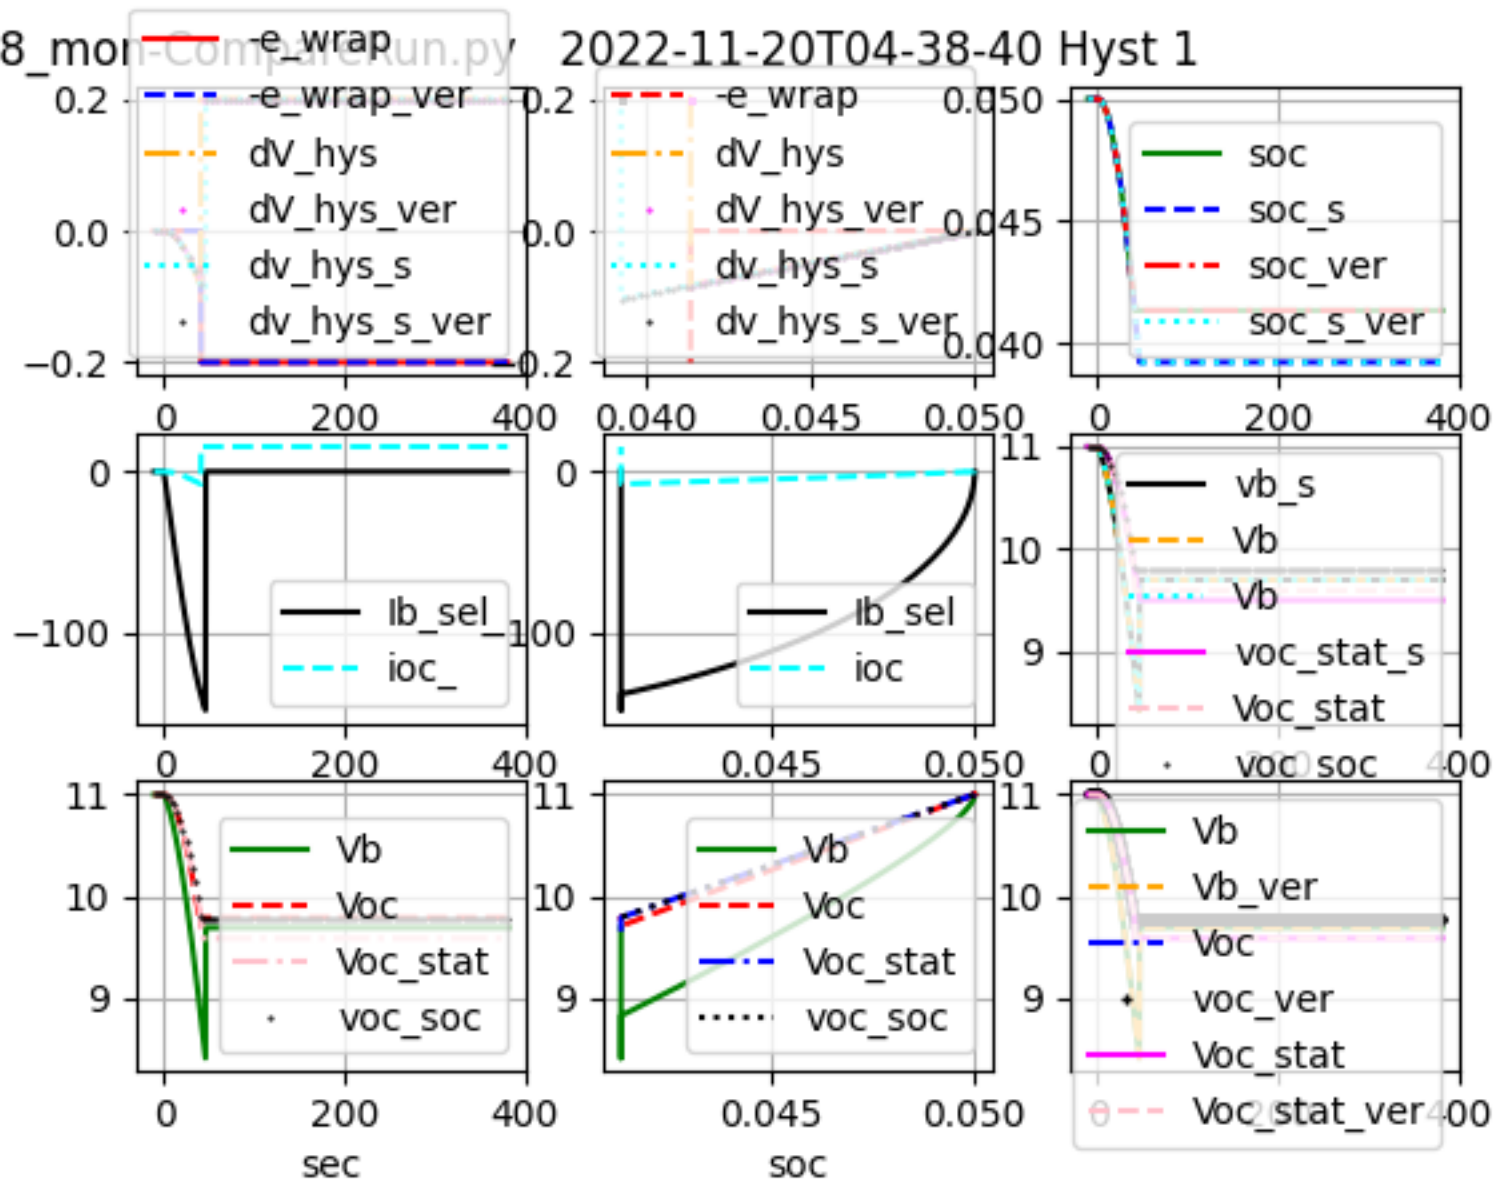 8_mon-CompareRun.py 2022-11-20T04-38-40 Hyst 1
-e_wrap
-e_wrap_ver
dV_hys
dV_hys_ver
dv_hys_s
dv_hys_s_ver
0.2
0.0
−0.2
0
200
400
-e_wrap
dV_hys
dV_hys_ver
dv_hys_s
dv_hys_s_ver
0.2
0.0
0.2
0.040
0.045
0.050
soc
soc_s
soc_ver
soc_s_ver
0.050
0.045
0.040
0
200
400
Ib_sel
ioc_
0
−100
0
200
400
Ib_sel
ioc
0
−100
0.045
0.050
vb_s
Vb
Vb
voc_stat_s
Voc_stat
voc_soc
11
10
9
0
200
400
Vb
Voc
Voc_stat
voc_soc
11
10
9
0
200
400
sec
Vb
Voc
Voc_stat
voc_soc
11
10
9
0.045
0.050
soc
Vb
Vb_ver
Voc
voc_ver
Voc_stat
Voc_stat_ver
11
10
9
0
200
400